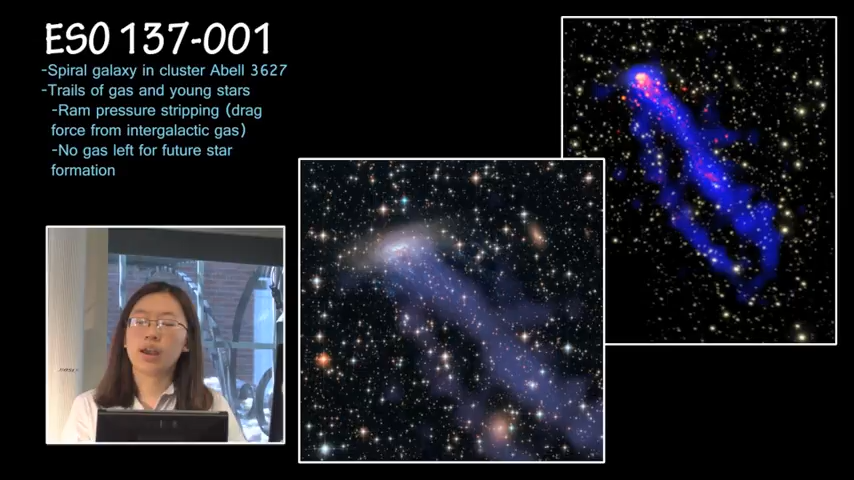 ESO 137-001
-Spiral galaxy in cluster Abell 3627
-Trails of gas and young stars
-Ram pressure stripping (drag
force from intergalactic gas)
-No gas left for future star
formation